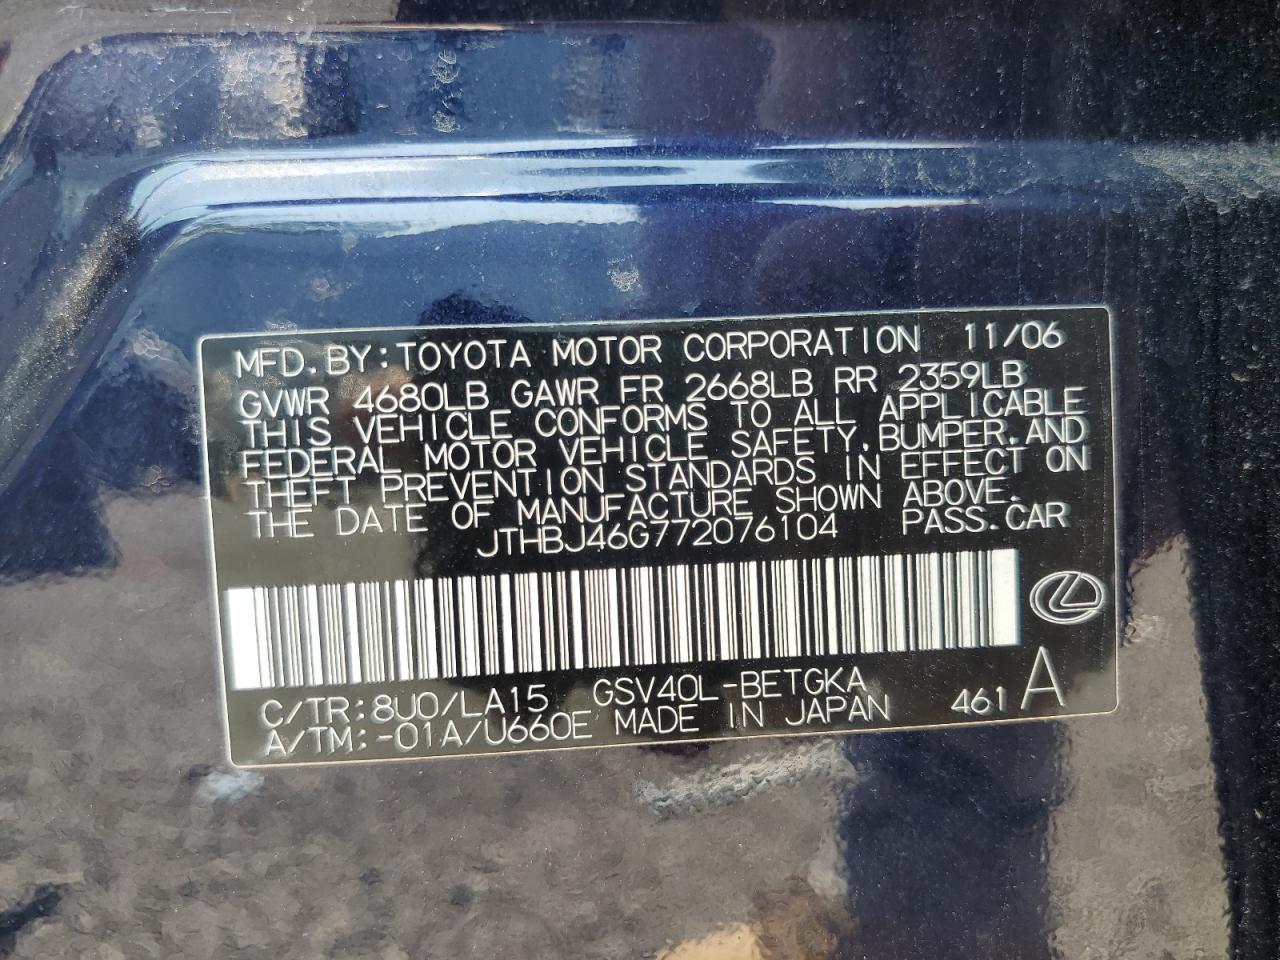 MFD. BY: TOYOTA MOTOR CORPORATION 11/06
GVWR 4680LB GAWR FR 2668LB RR 2359LB
THIS VEHICLE CONFORMS TO ALL APPLICABLE
FEDERAL MOTOR VEHICLE SAFETY, BUMPER, AND
THEFT PREVENTION STANDARDS IN EFFECT ON
THE DATE OF MANUFACTURE SHOWN ABOVE.
JTHBJ46G772076104 PASS. CAR
C/TR: 8U0/LA15 GSV40L-BETGKA
A/TM: -01A/U660E MADE IN JAPAN 461 A